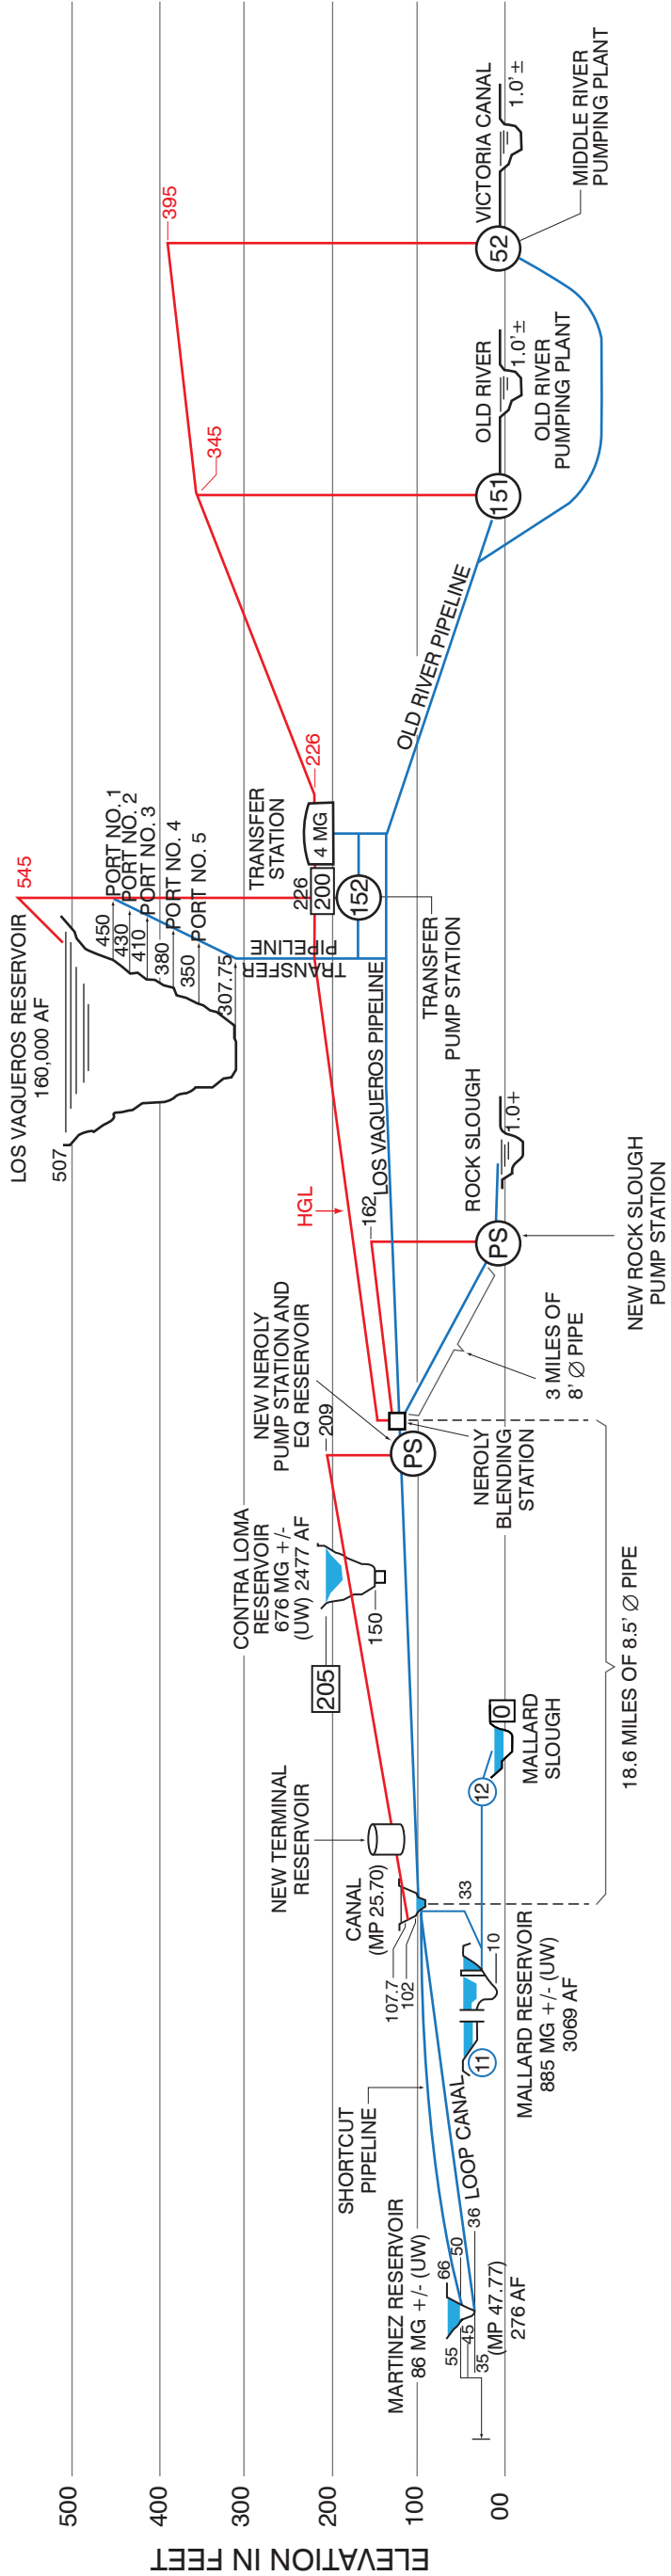 ELEVATION IN FEET
500
400
300
200
100
00
MARTINEZ RESERVOIR
86 MG +/- (UW)
66
50
36
55
45
35
(MP 47.77)
276 AF
SHORTCUT
PIPELINE
LOOP CANAL
11
MALLARD RESERVOIR
885 MG +/- (UW)
3069 AF
10
33
107.7
102
CANAL
(MP 25.70)
NEW TERMINAL
RESERVOIR
12
0
MALLARD
SLOUGH
18.6 MILES OF 8.5' Ø PIPE
205
150
CONTRA LOMA
RESERVOIR
676 MG +/-
(UW) 2477 AF
NEW NEROLY
PUMP STATION AND
EQ RESERVOIR
209
PS
NEROLY
BLENDING
STATION
3 MILES OF
8' Ø PIPE
HGL
162
PS
NEW ROCK SLOUGH
PUMP STATION
ROCK SLOUGH
1.0+
LOS VAQUEROS PIPELINE
LOS VAQUEROS RESERVOIR
160,000 AF
507
545
307.75
350
380
410
430
450
PORT NO. 1
PORT NO. 2
PORT NO. 3
PORT NO. 4
PORT NO. 5
TRANSFER
PIPELINE
TRANSFER
STATION
226
200
4 MG
226
152
TRANSFER
PUMP STATION
OLD RIVER PIPELINE
345
395
151
OLD RIVER
1.0'±
OLD RIVER
PUMPING PLANT
52
VICTORIA CANAL
1.0'±
MIDDLE RIVER
PUMPING PLANT